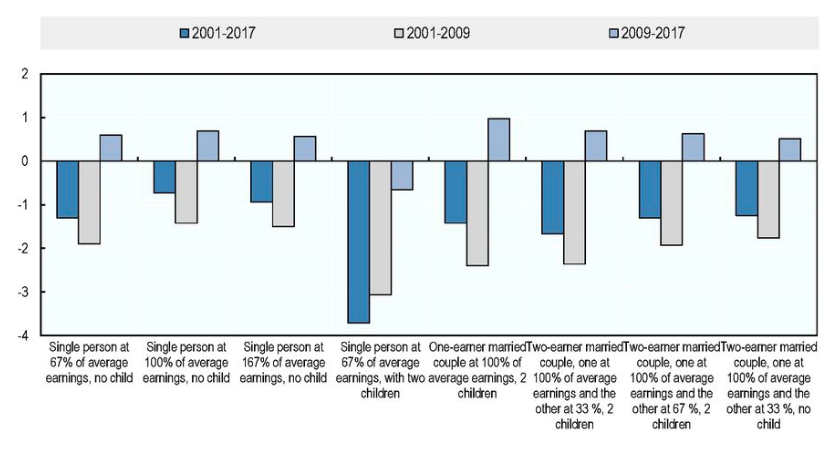 2001-2017 2001-2009 2009-2017
2
1
0
-1
-2
-3
-4
Single person at
67% of average
earnings, no child
Single person at
100% of average
earnings, no child
Single person at
167% of average
earnings, no child
Single person at
67% of average
earnings, with two
children
One-earner married
couple at 100% of
average earnings, 2
children
Two-earner married
couple, one at
100% of average
earnings and the
other at 33 %, 2
children
Two-earner married
couple, one at
100% of average
earnings and the
other at 67 %, 2
children
Two-earner married
couple, one at
100% of average
earnings and the
other at 33 %, no
child